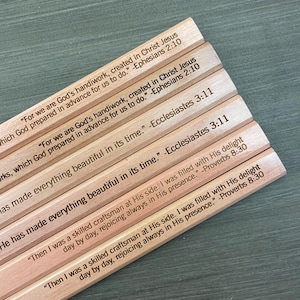 "For we are God's handiwork, created in Christ Jesus
which God prepared in advance for us to do." -Ephesians 2:10
"For we are God's handiwork, created in Christ Jesus
works, which God prepared in advance for us to do." -Ephesians 2:10
has made everything beautiful in its time." -Ecclesiastes 3:11
He has made everything beautiful in its time." -Ecclesiastes 3:11
"Then I was a skilled craftsman at His side. I was filled with His delight
day by day, rejoicing always in His presence." -Proverbs 8:30
"Then I was a skilled craftsman at His side. I was filled with His delight
day by day, rejoicing always in His presence." -Proverbs 8:30